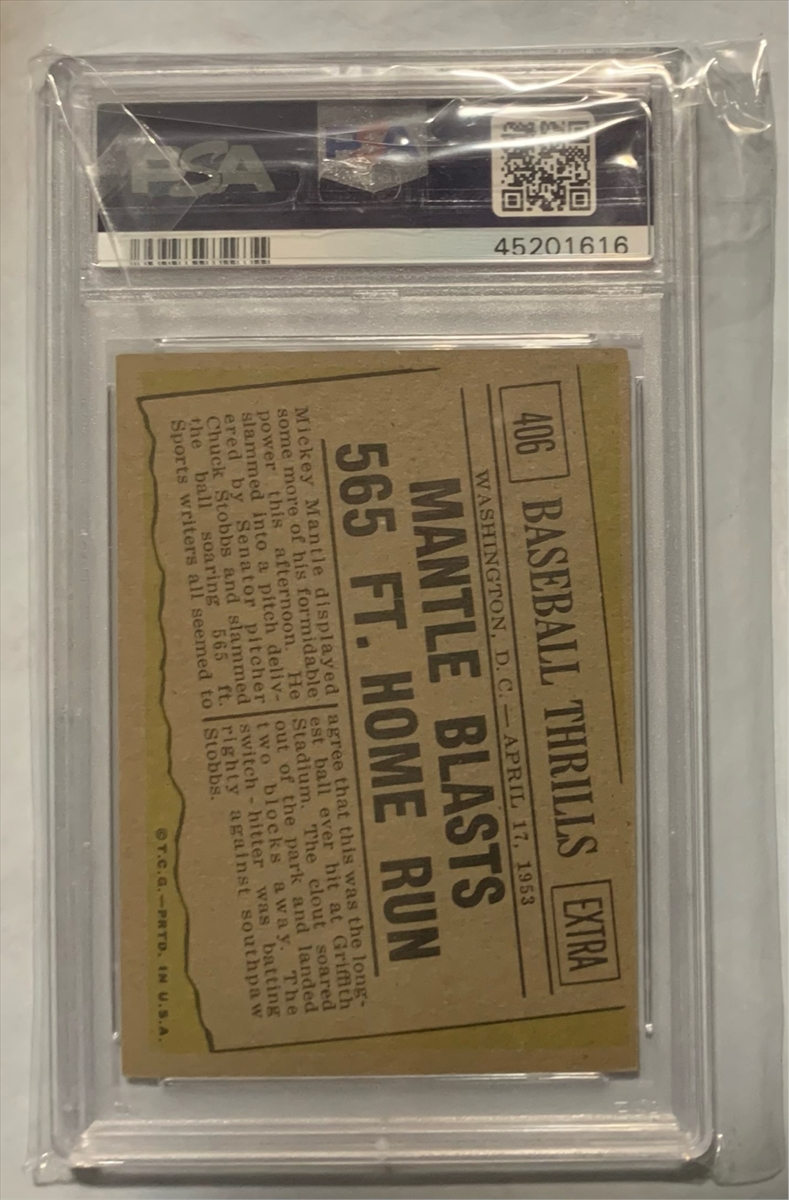 PSA
PSA
45201616
406 BASEBALL THRILLS EXTRA
WASHINGTON, D. C.—APRIL 17, 1953
MANTLE BLASTS
565 FT. HOME RUN
Mickey Mantle displayed
some more of his formidable
power this afternoon. He
slammed into a pitch deliv-
ered by Senator pitcher
Chuck Stobbs and slammed
the ball soaring 565 ft.
Sports writers all seemed to
agree that this was the long-
est ball ever hit at Griffith
Stadium. The clout soared
out of the park and landed
two blocks away. The
switch-hitter was batting
righty against southpaw
Stobbs.
©T.C.G.—PRTD. IN U.S.A.